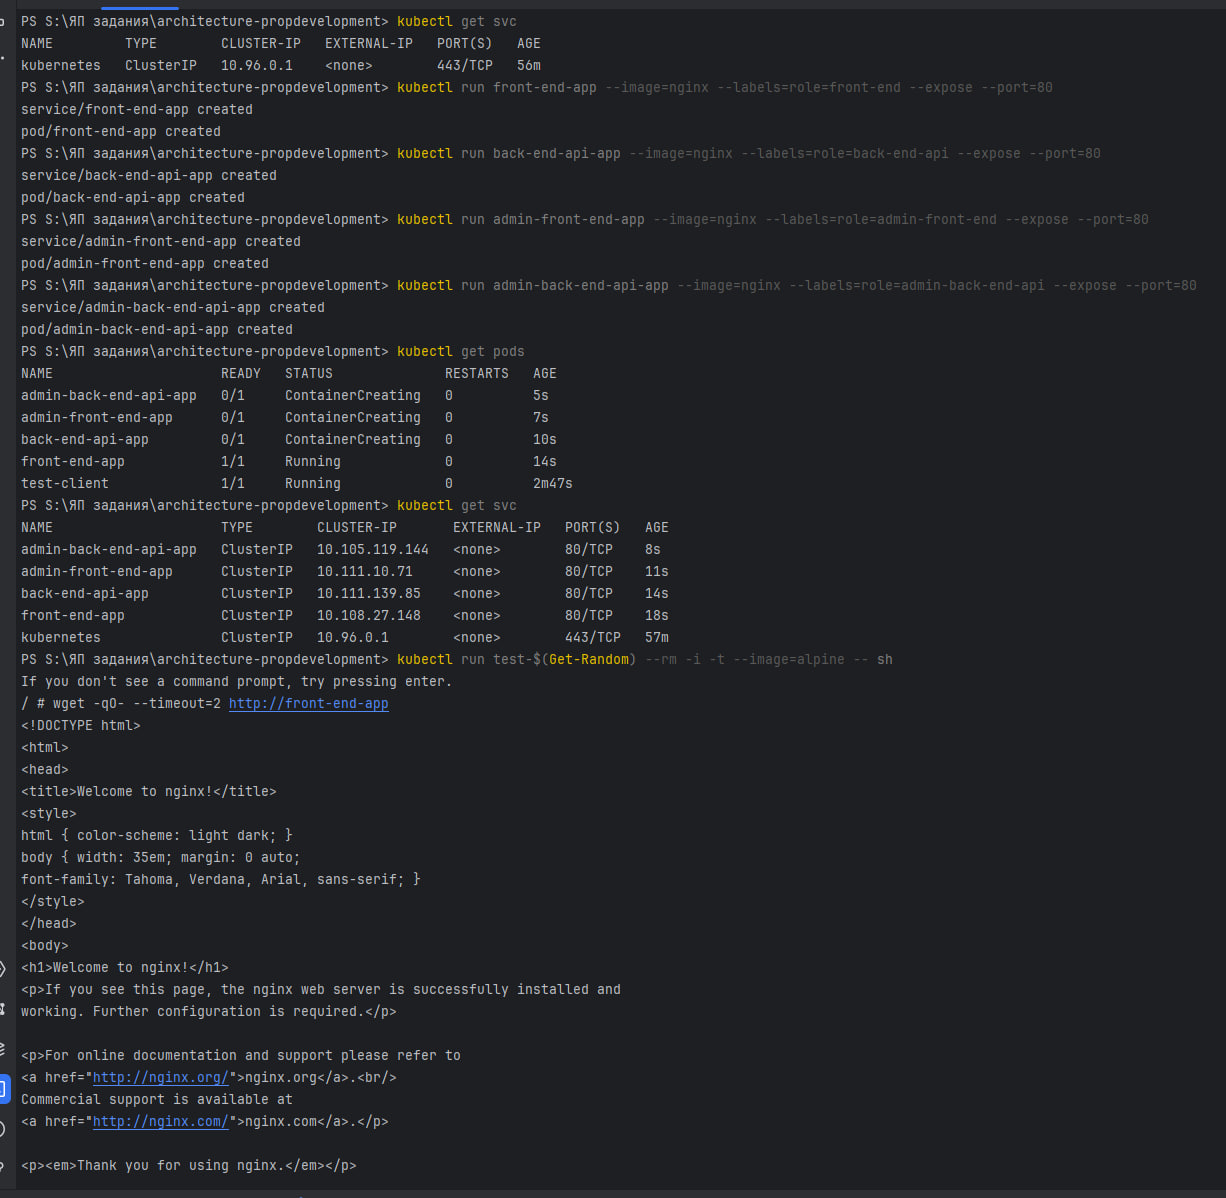 PS S:\ЯП задания\architecture-propdevelopment> kubectl get svc
NAME         TYPE        CLUSTER-IP   EXTERNAL-IP   PORT(S)   AGE
kubernetes   ClusterIP   10.96.0.1    <none>        443/TCP   56m
PS S:\ЯП задания\architecture-propdevelopment> kubectl run front-end-app --image=nginx --labels=role=front-end --expose --port=80
service/front-end-app created
pod/front-end-app created
PS S:\ЯП задания\architecture-propdevelopment> kubectl run back-end-api-app --image=nginx --labels=role=back-end-api --expose --port=80
service/back-end-api-app created
pod/back-end-api-app created
PS S:\ЯП задания\architecture-propdevelopment> kubectl run admin-front-end-app --image=nginx --labels=role=admin-front-end --expose --port=80
service/admin-front-end-app created
pod/admin-front-end-app created
PS S:\ЯП задания\architecture-propdevelopment> kubectl run admin-back-end-api-app --image=nginx --labels=role=admin-back-end-api --expose --port=80
service/admin-back-end-api-app created
pod/admin-back-end-api-app created
PS S:\ЯП задания\architecture-propdevelopment> kubectl get pods
NAME                     READY   STATUS              RESTARTS   AGE
admin-back-end-api-app   0/1     ContainerCreating   0          5s
admin-front-end-app      0/1     ContainerCreating   0          7s
back-end-api-app         0/1     ContainerCreating   0          10s
front-end-app            1/1     Running             0          14s
test-client              1/1     Running             0          2m47s
PS S:\ЯП задания\architecture-propdevelopment> kubectl get svc
NAME                     TYPE        CLUSTER-IP       EXTERNAL-IP   PORT(S)   AGE
admin-back-end-api-app   ClusterIP   10.105.119.144   <none>        80/TCP    8s
admin-front-end-app      ClusterIP   10.111.10.71     <none>        80/TCP    11s
back-end-api-app         ClusterIP   10.111.139.85    <none>        80/TCP    14s
front-end-app            ClusterIP   10.108.27.148    <none>        80/TCP    18s
kubernetes               ClusterIP   10.96.0.1        <none>        443/TCP   57m
PS S:\ЯП задания\architecture-propdevelopment> kubectl run test-$(Get-Random) --rm -i -t --image=alpine -- sh
If you don't see a command prompt, try pressing enter.
/ # wget -qO- --timeout=2 http://front-end-app
<!DOCTYPE html>
<html>
<head>
<title>Welcome to nginx!</title>
<style>
html { color-scheme: light dark; }
body { width: 35em; margin: 0 auto;
font-family: Tahoma, Verdana, Arial, sans-serif; }
</style>
</head>
<body>
<h1>Welcome to nginx!</h1>
<p>If you see this page, the nginx web server is successfully installed and
working. Further configuration is required.</p>

<p>For online documentation and support please refer to
<a href="http://nginx.org/">nginx.org</a>.<br/>
Commercial support is available at
<a href="http://nginx.com/">nginx.com</a>.</p>

<p><em>Thank you for using nginx.</em></p>